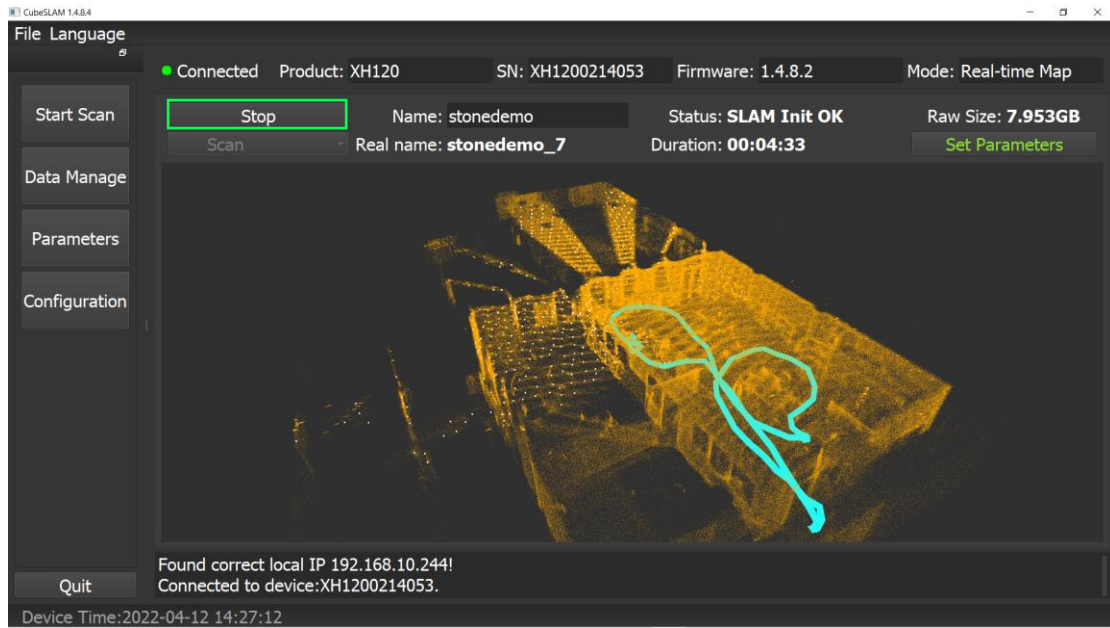 CubeSLAM 1.4.8.4
File Language
Connected Product: XH120 SN: XH1200214053 Firmware: 1.4.8.2 Mode: Real-time Map
Start Scan
Data Manage
Parameters
Configuration
Quit
Stop Name: stonedemo Status: SLAM Init OK Raw Size: 7.953GB
Scan Real name: stonedemo_7 Duration: 00:04:33 Set Parameters
Found correct local IP 192.168.10.244!
Connected to device:XH1200214053.
Device Time:2022-04-12 14:27:12